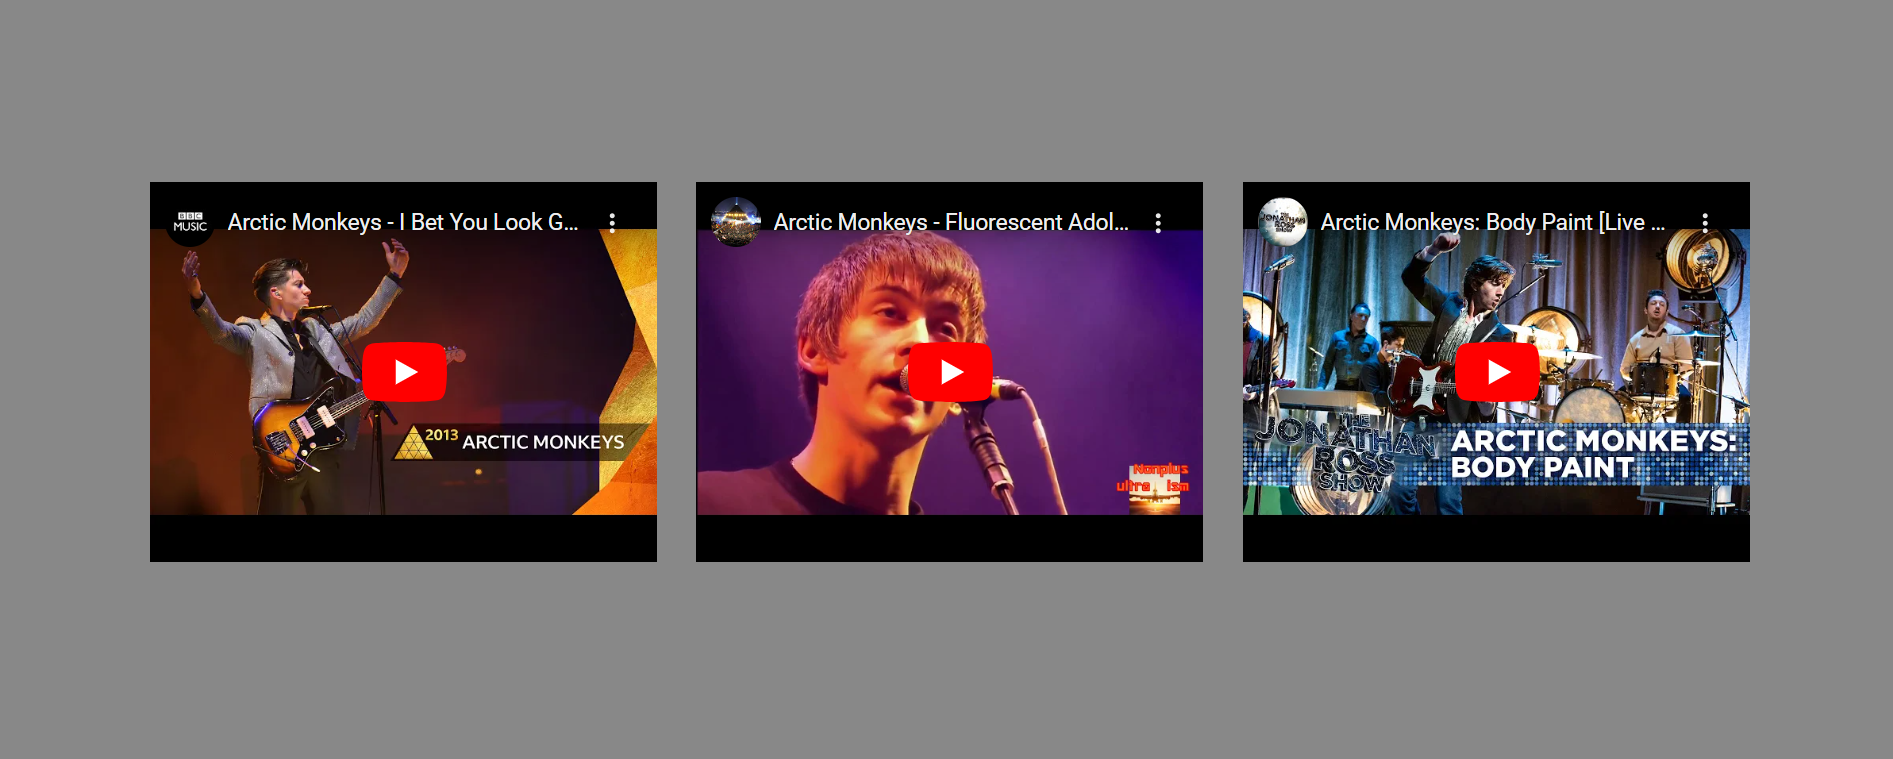 BBC
MUSIC
Arctic Monkeys - I Bet You Look G...
2013 ARCTIC MONKEYS
Arctic Monkeys - Fluorescent Adol...
Nonplus
ultra ism
THE
JONATHAN
ROSS
SHOW
Arctic Monkeys: Body Paint [Live ...
THE
JONATHAN
ROSS
SHOW
ARCTIC MONKEYS:
BODY PAINT